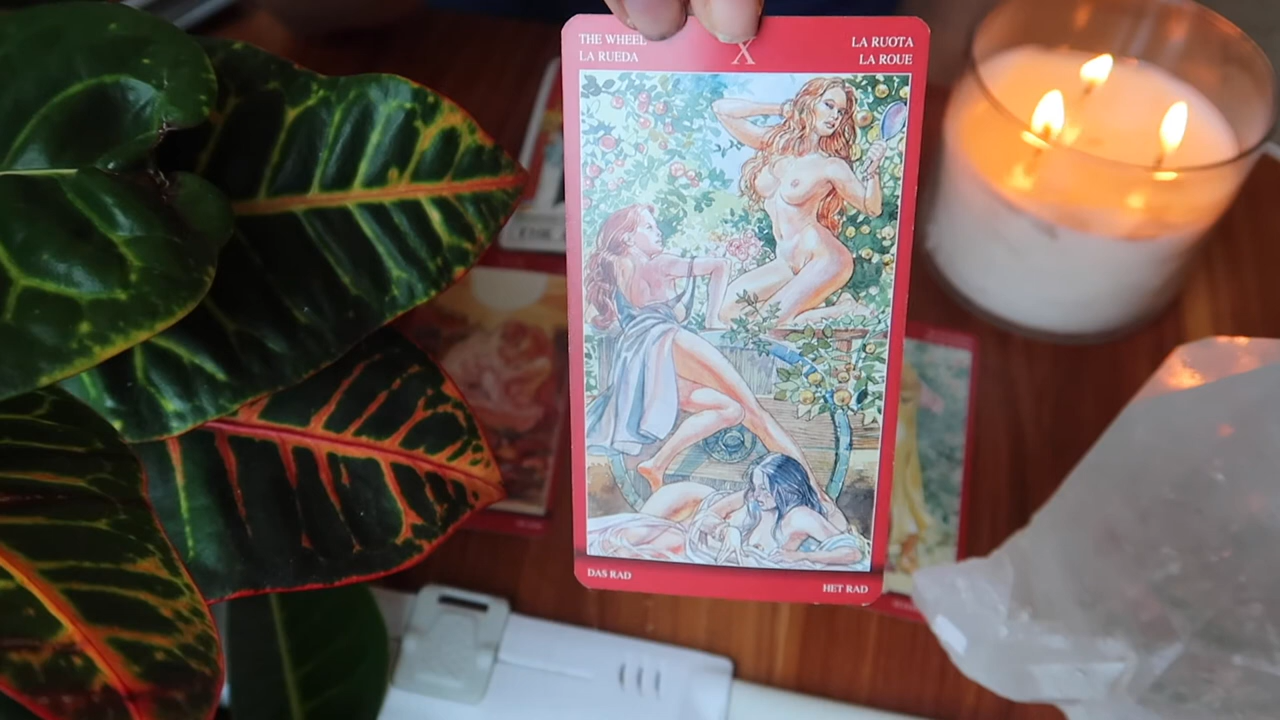 THE WHEEL
LA RUEDA
X
LA RUOTA
LA ROUE
DAS RAD
HET RAD